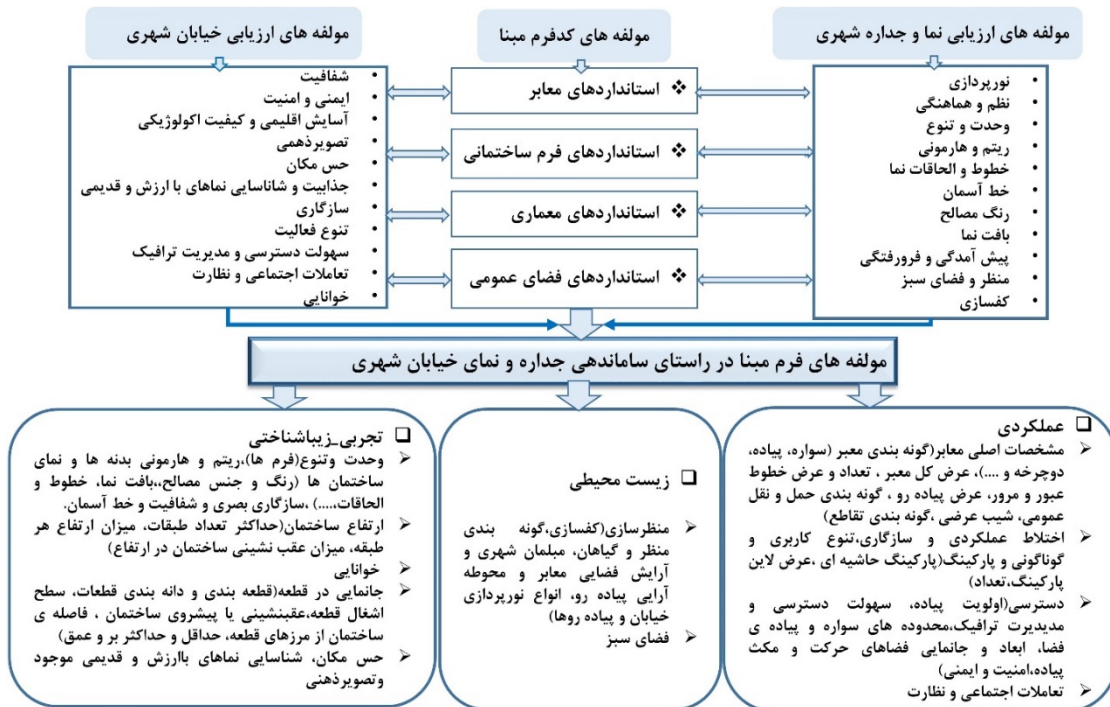 مولفه های ارزیابی نما و جداره شهری
نورپردازی
نظم و هماهنگی
وحدت و تنوع
ریتم و هارمونی
خطوط و الحاقات نما
خط آسمان
رنگ مصالح
بافت نما
پیش آمدگی و فرورفتگی
منظر و فضای سبز
کفسازی
مولفه های کدفرم مبنا
استانداردهای معابر
استانداردهای فرم ساختمانی
استانداردهای معماری
استانداردهای فضای عمومی
مولفه های ارزیابی خیابان شهری
شفافیت
ایمنی و امنیت
آسایش اقلیمی و کیفیت اکولوژیکی
تصویرذهمی
حس مکان
جذابیت و شاناسایی نماهای با ارزش و قدیمی
سازگاری
تنوع فعالیت
سهولت دسترسی و مدیریت ترافیک
تعاملات اجتماعی و نظارت
خوانایی
مولفه های فرم مبنا در راستای ساماندهی جداره و نمای خیابان شهری
عملکردی
مشخصات اصلی معابر(گونه بندی معبر (سواره، پیاده،
دوچرخه و ....)، عرض کل معبر ، تعداد و عرض خطوط
عبور و مرور، عرض پیاده رو ، گونه بندی حمل و نقل
عمومی، شیب عرضی ،گونه بندی تقاطع)
اختلاط عملکردی و سازگاری،تنوع کاربری و
گوناگونی و پارکینگ(پارکینگ حاشیه ای ،عرض لاین
پارکینگ،تعداد)
دسترسی(اولویت پیاده، سهولت دسترسی و
مدیدیرت ترافیک،محدوده های سواره و پیاده ی
فضا، ابعاد و جانمایی فضاهای حرکت و مکث
پیاده،امنیت و ایمنی)
تعاملات اجتماعی و نظارت
زیست محیطی
منظرسازی(کفسازی،گونه بندی
منظر و گیاهان، مبلمان شهری و
آرایش فضایی معابر و محوطه
آرایی پیاده رو، انواع نورپردازی
خیابان و پیاده روها)
فضای سبز
تجربی_زیباشناختی
وحدت وتنوع(فرم ها)،ریتم و هارمونی بدنه ها و نمای
ساختمان ها (رنگ و جنس مصالح،،بافت نما، خطوط و
الحاقات،....) ،سازگاری بصری و شفافیت و خط آسمان.
ارتفاع ساختمان(حداکثر تعداد طبقات، میزان ارتفاع هر
طبقه، میزان عقب نشینی ساختمان در ارتفاع)
خوانایی
جانمایی در قطعه(قطعه بندی و دانه بندی قطعات، سطح
اشغال قطعه،عقبنشینی یا پیشروی ساختمان ، فاصله ی
ساختمان از مرزهای قطعه، حداقل و حداکثر بر و عمق)
حس مکان، شناسایی نماهای باارزش و قدیمی موجود
وتصویرذهنی